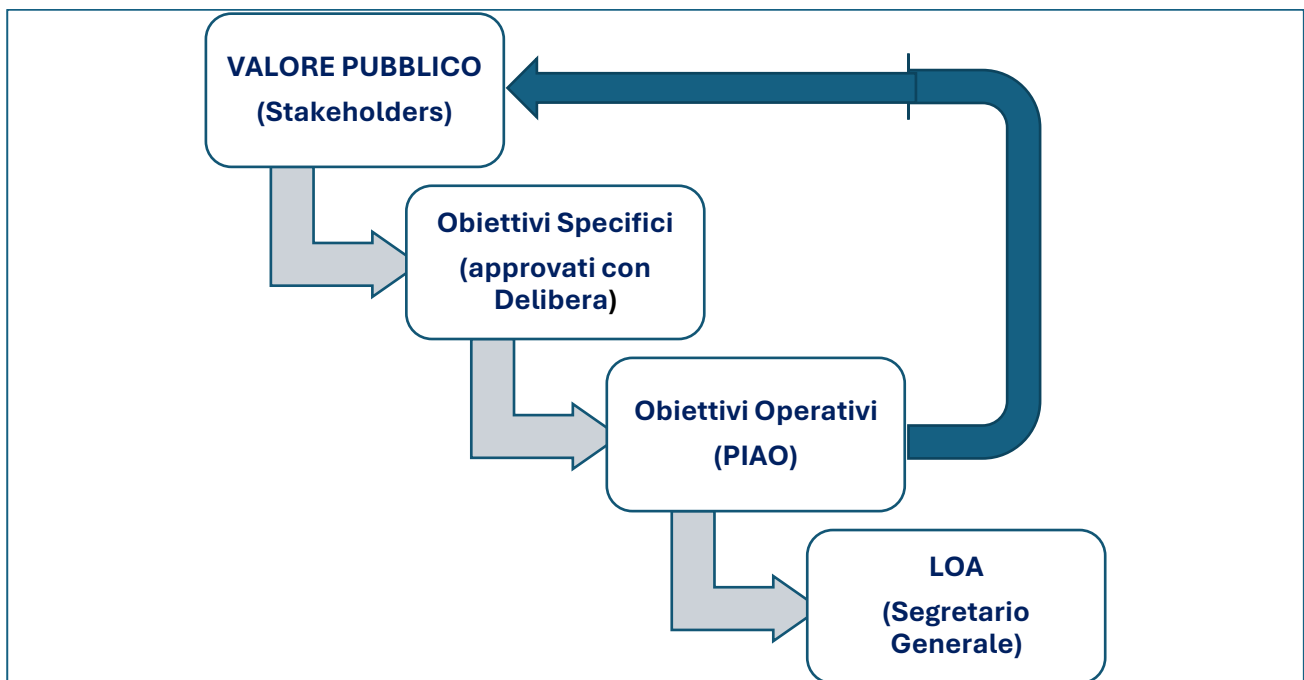 VALORE PUBBLICO
(Stakeholders)
Obiettivi Specifici
(approvati con
Delibera)
Obiettivi Operativi
(PIAO)
LOA
(Segretario
Generale)